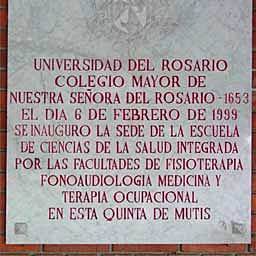 UNIVERSIDAD DEL ROSARIO
COLEGIO MAYOR DE
NUESTRA SEÑORA DEL ROSARIO - 1653
EL DIA 6 DE FEBRERO DE 1999
SE INAUGURO LA SEDE DE LA ESCUELA
DE CIENCIAS DE LA SALUD INTEGRADA
POR LAS FACULTADES DE FISIOTERAPIA
FONOAUDIOLOGIA MEDICINA Y
TERAPIA OCUPACIONAL
EN ESTA QUINTA DE MUTIS